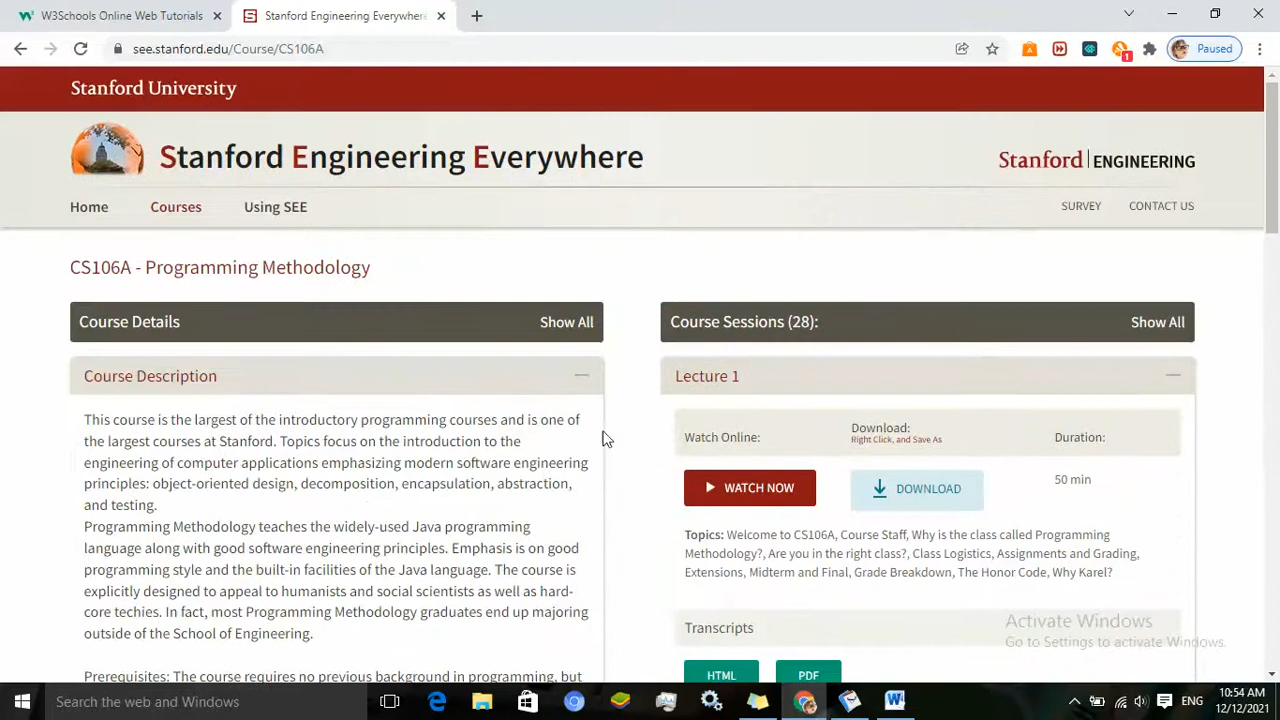 W3Schools Online Web Tutorials
Stanford Engineering Everywhere
see.stanford.edu/Course/CS106A
1
Paused
Stanford University
Stanford Engineering Everywhere
Stanford ENGINEERING
Home Courses Using SEE
SURVEY CONTACT US
CS106A - Programming Methodology
Course Details Show All
Course Description
This course is the largest of the introductory programming courses and is one of
the largest courses at Stanford. Topics focus on the introduction to the
engineering of computer applications emphasizing modern software engineering
principles: object-oriented design, decomposition, encapsulation, abstraction,
and testing.
Programming Methodology teaches the widely-used Java programming
language along with good software engineering principles. Emphasis is on good
programming style and the built-in facilities of the Java language. The course is
explicitly designed to appeal to humanists and social scientists as well as hard-
core techies. In fact, most Programming Methodology graduates end up majoring
outside of the School of Engineering.
Prerequisites: The course requires no previous background in programming, but
Course Sessions (28): Show All
Lecture 1
Watch Online:
Download:
Right Click, and Save As
Duration:
WATCH NOW
DOWNLOAD
50 min
Topics: Welcome to CS106A, Course Staff, Why is the class called Programming
Methodology?, Are you in the right class?, Class Logistics, Assignments and Grading,
Extensions, Midterm and Final, Grade Breakdown, The Honor Code, Why Karel?
Transcripts
HTML PDF
Activate Windows
Go to Settings to activate Windows.
Search the web and Windows
ENG
10:54 AM
12/12/2021